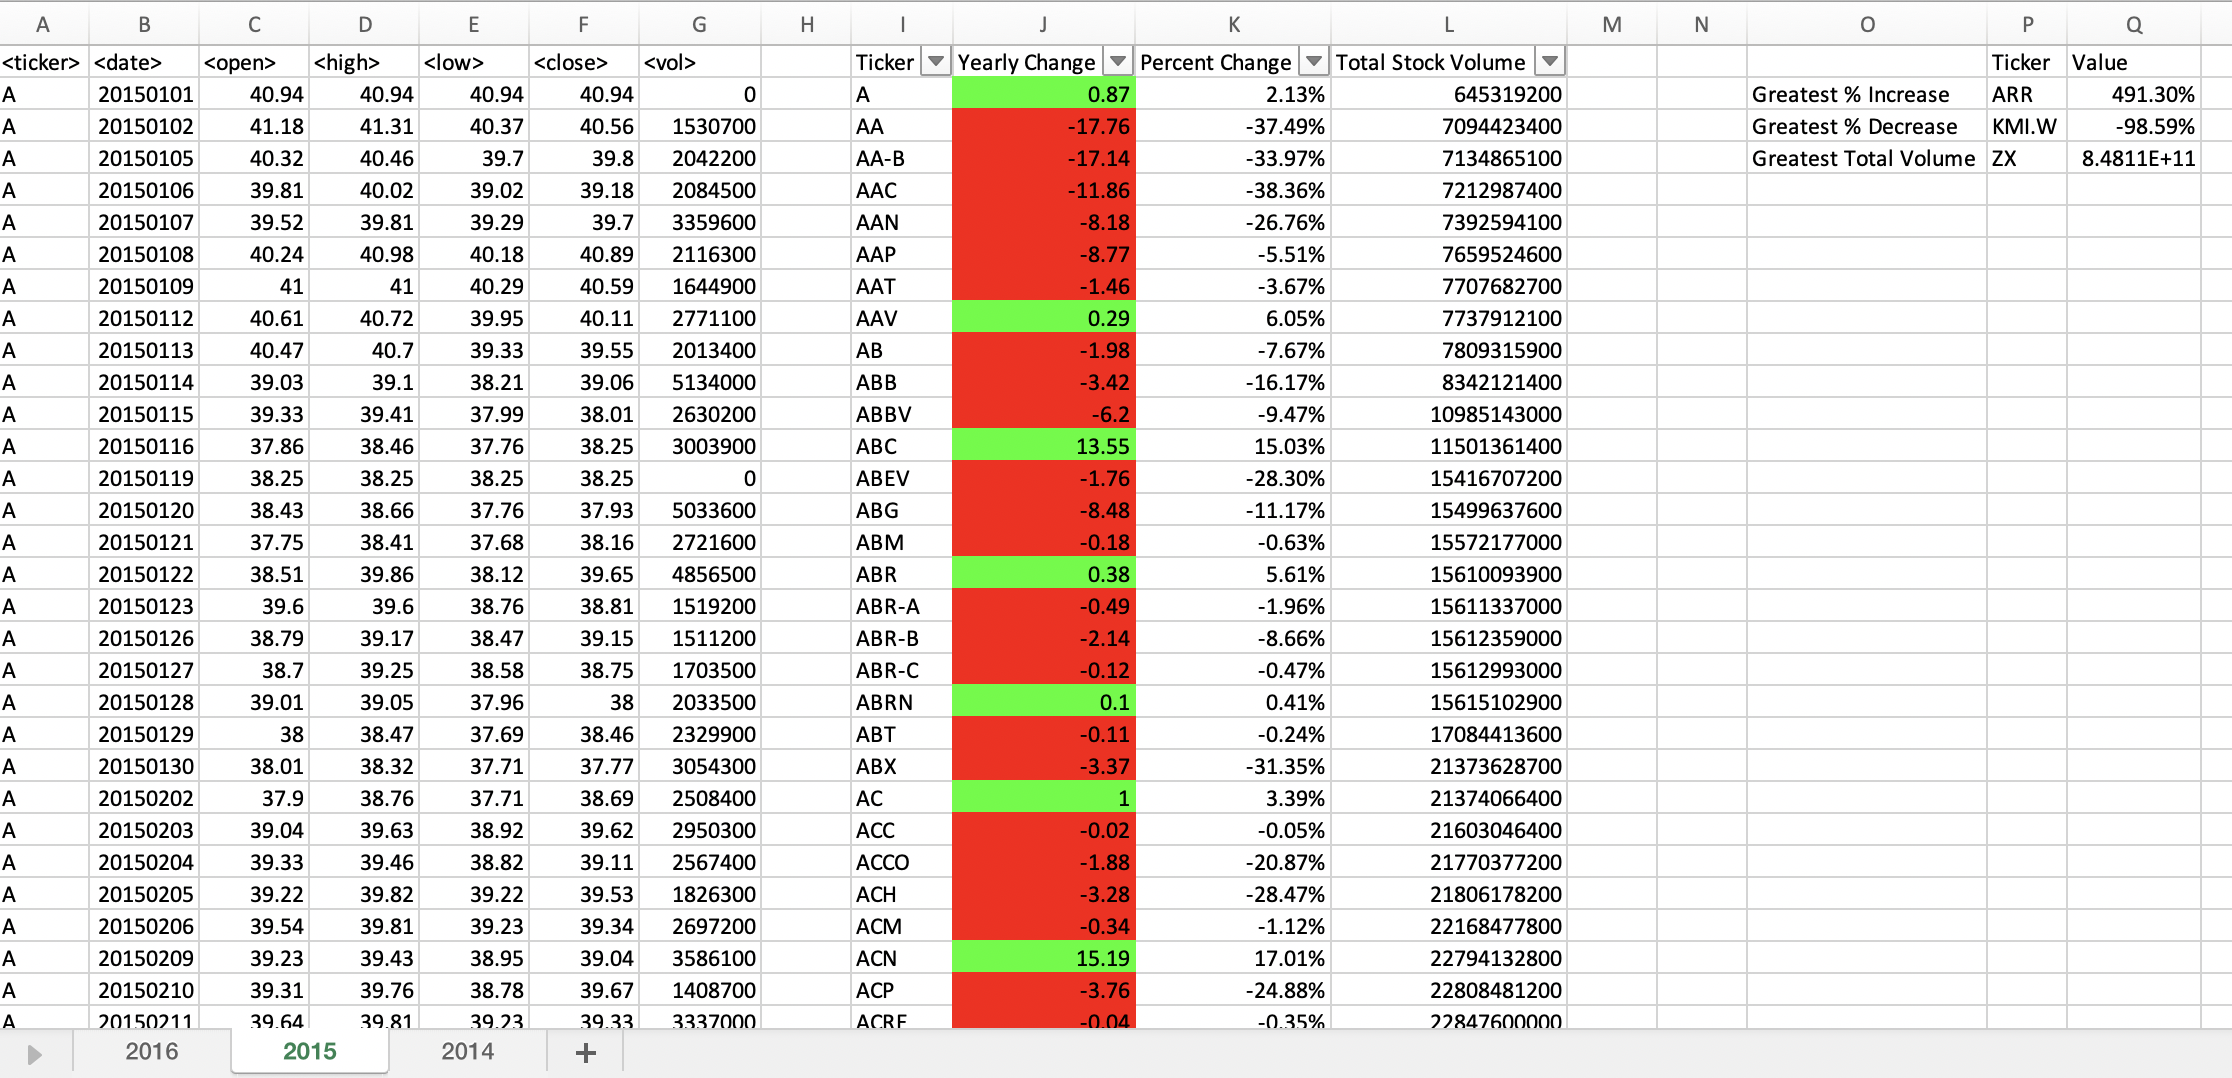 A B C D E F G H I J K L M N O P Q
<ticker> <date> <open> <high> <low> <close> <vol> Ticker Yearly Change Percent Change Total Stock Volume Ticker Value
A 20150101 40.94 40.94 40.94 40.94 0 A 0.87 2.13% 645319200 Greatest % Increase ARR 491.30%
A 20150102 41.18 41.31 40.37 40.56 1530700 AA -17.76 -37.49% 7094423400 Greatest % Decrease KMI.W -98.59%
A 20150105 40.32 40.46 39.7 39.8 2042200 AA-B -17.14 -33.97% 7134865100 Greatest Total Volume ZX 8.4811E+11
A 20150106 39.81 40.02 39.02 39.18 2084500 AAC -11.86 -38.36% 7212987400
A 20150107 39.52 39.81 39.29 39.7 3359600 AAN -8.18 -26.76% 7392594100
A 20150108 40.24 40.98 40.18 40.89 2116300 AAP -8.77 -5.51% 7659524600
A 20150109 41 41 40.29 40.59 1644900 AAT -1.46 -3.67% 7707682700
A 20150112 40.61 40.72 39.95 40.11 2771100 AAV 0.29 6.05% 7737912100
A 20150113 40.47 40.7 39.33 39.55 2013400 AB -1.98 -7.67% 7809315900
A 20150114 39.03 39.1 38.21 39.06 5134000 ABB -3.42 -16.17% 8342121400
A 20150115 39.33 39.41 37.99 38.01 2630200 ABBV -6.2 -9.47% 10985143000
A 20150116 37.86 38.46 37.76 38.25 3003900 ABC 13.55 15.03% 11501361400
A 20150119 38.25 38.25 38.25 38.25 0 ABEV -1.76 -28.30% 15416707200
A 20150120 38.43 38.66 37.76 37.93 5033600 ABG -8.48 -11.17% 15499637600
A 20150121 37.75 38.41 37.68 38.16 2721600 ABM -0.18 -0.63% 15572177000
A 20150122 38.51 39.86 38.12 39.65 4856500 ABR 0.38 5.61% 15610093900
A 20150123 39.6 39.6 38.76 38.81 1519200 ABR-A -0.49 -1.96% 15611337000
A 20150126 38.79 39.17 38.47 39.15 1511200 ABR-B -2.14 -8.66% 15612359000
A 20150127 38.7 39.25 38.58 38.75 1703500 ABR-C -0.12 -0.47% 15612993000
A 20150128 39.01 39.05 37.96 38 2033500 ABRN 0.1 0.41% 15615102900
A 20150129 38 38.47 37.69 38.46 2329900 ABT -0.11 -0.24% 17084413600
A 20150130 38.01 38.32 37.71 37.77 3054300 ABX -3.37 -31.35% 21373628700
A 20150202 37.9 38.76 37.71 38.69 2508400 AC 1 3.39% 21374066400
A 20150203 39.04 39.63 38.92 39.62 2950300 ACC -0.02 -0.05% 21603046400
A 20150204 39.33 39.46 38.82 39.11 2567400 ACCO -1.88 -20.87% 21770377200
A 20150205 39.22 39.82 39.22 39.53 1826300 ACH -3.28 -28.47% 21806178200
A 20150206 39.54 39.81 39.23 39.34 2697200 ACM -0.34 -1.12% 22168477800
A 20150209 39.23 39.43 38.95 39.04 3586100 ACN 15.19 17.01% 22794132800
A 20150210 39.31 39.76 38.78 39.67 1408700 ACP -3.76 -24.88% 22808481200
A 20150211 39.64 39.81 39.23 39.33 3337000 ACRE -0.04 -0.35% 22847600000
2016 2015 2014 +